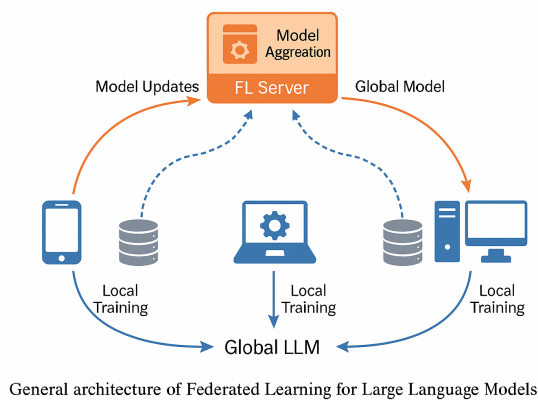 Model
Aggreation
FL Server
Model Updates
Global Model
Local
Training
Local
Training
Local
Training
Global LLM
General architecture of Federated Learning for Large Language Models